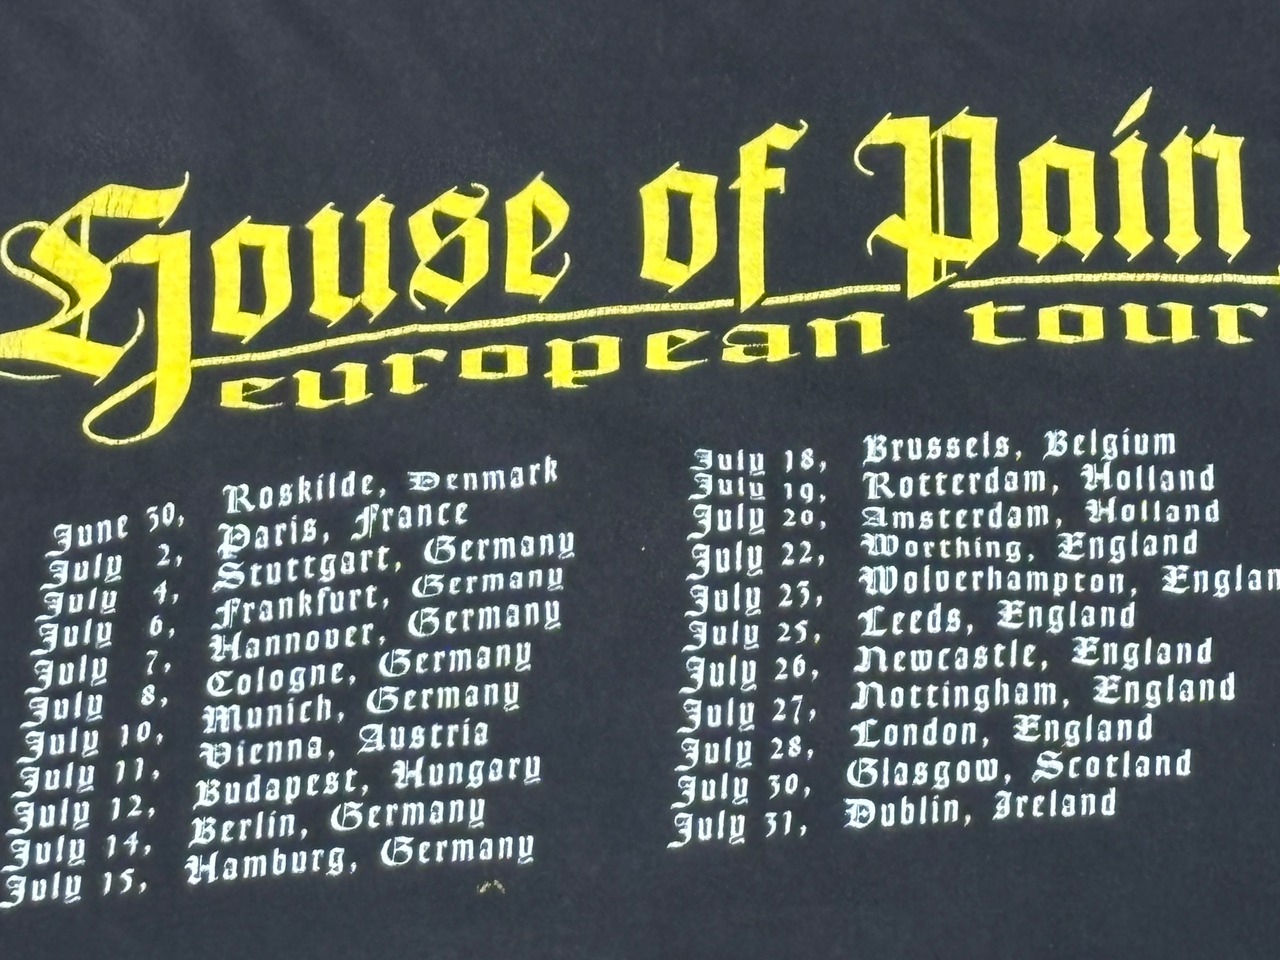 House of Pain
european tour
June 30, Roskilde, Denmark
July 2, Paris, France
July 4, Stuttgart, Germany
July 6, Frankfurt, Germany
July 7, Hannover, Germany
July 8, Cologne, Germany
July 10, Munich, Germany
July 11, Vienna, Austria
July 12, Budapest, Hungary
July 14, Berlin, Germany
July 15, Hamburg, Germany
July 18, Brussels, Belgium
July 19, Rotterdam, Holland
July 20, Amsterdam, Holland
July 22, Worthing, England
July 23, Wolverhampton, Englan
July 25, Leeds, England
July 26, Newcastle, England
July 27, Nottingham, England
July 28, London, England
July 30, Glasgow, Scotland
July 31, Dublin, Ireland